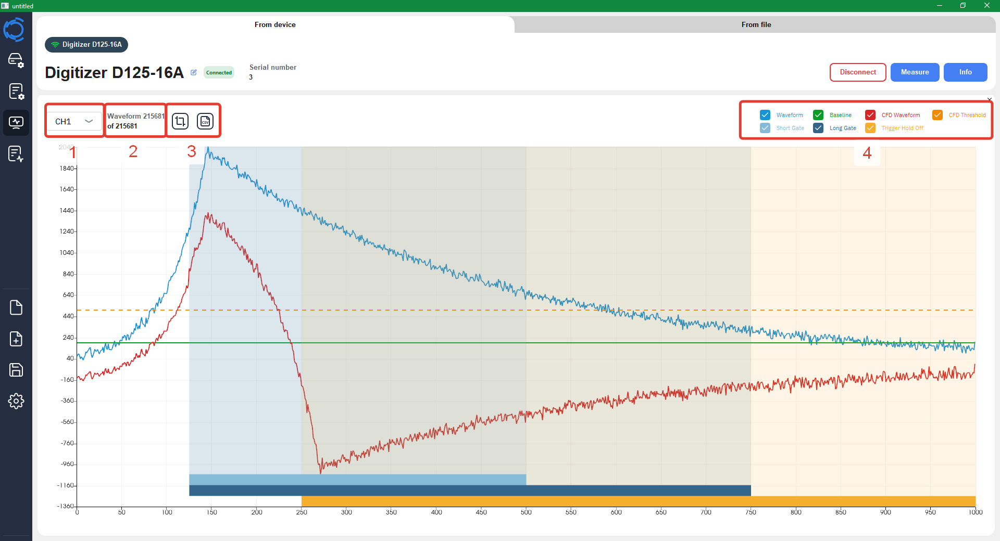 untitled
From device
From file
Digitizer D125-16A
Digitizer D125-16A
Connected
Serial number
3
Disconnect
Measure
Info
CH1
Waveform 215681
of 215681
CSV
Waveform
Baseline
CFD Waveform
CFD Threshold
Short Gate
Long Gate
Trigger Hold Off
1
2
3
4
2040
1840
1640
1440
1240
1040
840
640
440
240
40
-160
-360
-560
-760
-960
-1160
-1360
0 50 100 150 200 250 300 350 400 450 500 550 600 650 700 750 800 850 900 950 1000